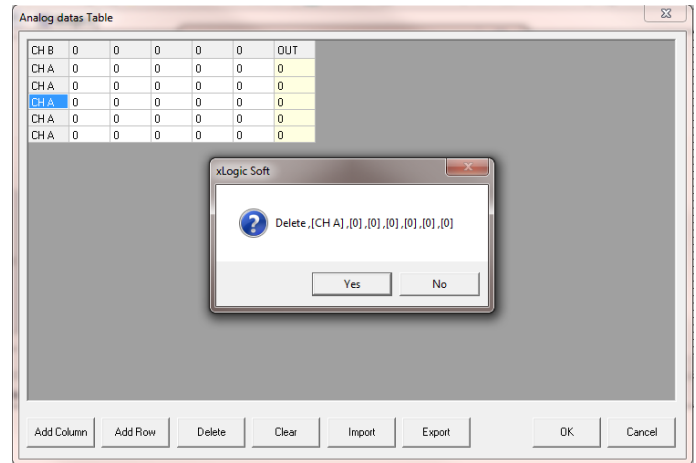 Analog datas Table
CH B 0 0 0 0 0 OUT
CH A 0 0 0 0 0 0
CH A 0 0 0 0 0 0
CH A 0 0 0 0 0 0
CH A 0 0 0 0 0 0
CH A 0 0 0 0 0 0
xLogic Soft
Delete ,[CH A] ,[0] ,[0] ,[0] ,[0] ,[0] ,[0]
Yes No
Add Column Add Row Delete Clear Import Export OK Cancel